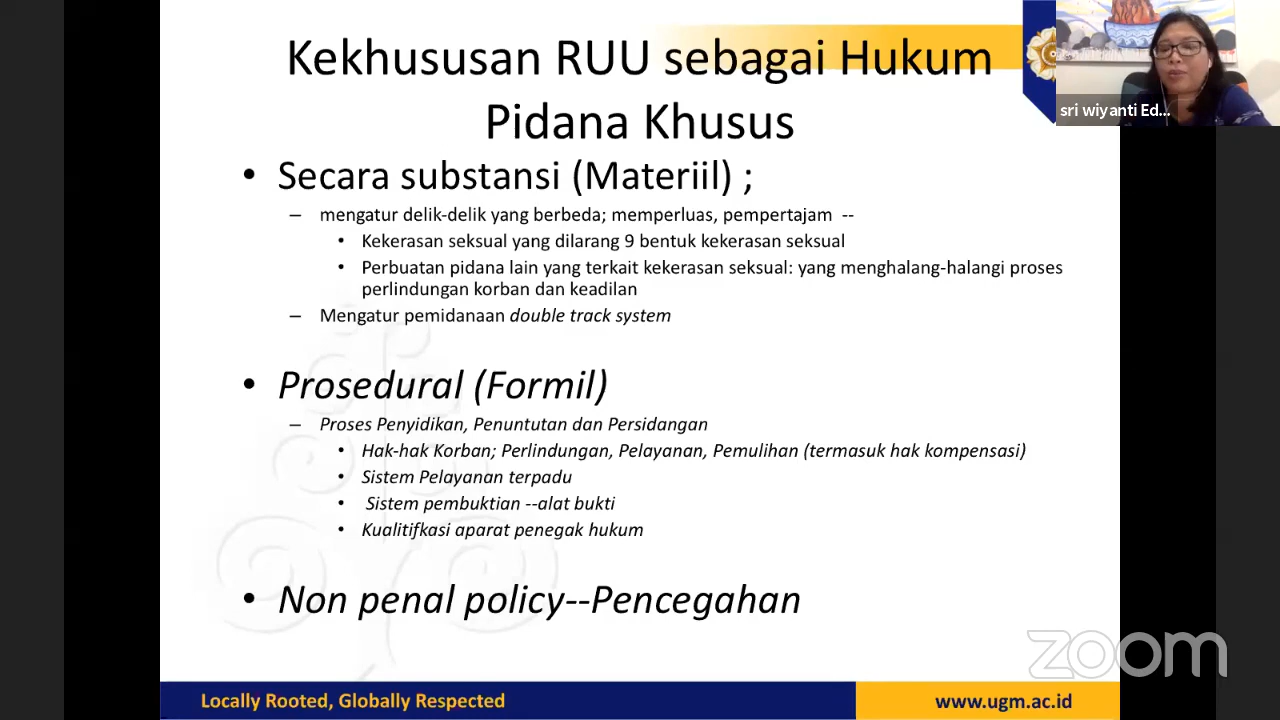 Kekhususan RUU sebagai Hukum
Pidana Khusus
sri wiyanti Ed...
• Secara substansi (Materiil) ;
– mengatur delik-delik yang berbeda; memperluas, pempertajam --
• Kekerasan seksual yang dilarang 9 bentuk kekerasan seksual
• Perbuatan pidana lain yang terkait kekerasan seksual: yang menghalang-halangi proses
perlindungan korban dan keadilan
– Mengatur pemidanaan double track system
• Prosedural (Formil)
– Proses Penyidikan, Penuntutan dan Persidangan
• Hak-hak Korban; Perlindungan, Pelayanan, Pemulihan (termasuk hak kompensasi)
• Sistem Pelayanan terpadu
• Sistem pembuktian --alat bukti
• Kualitifkasi aparat penegak hukum
• Non penal policy--Pencegahan
zoom
Locally Rooted, Globally Respected
www.ugm.ac.id